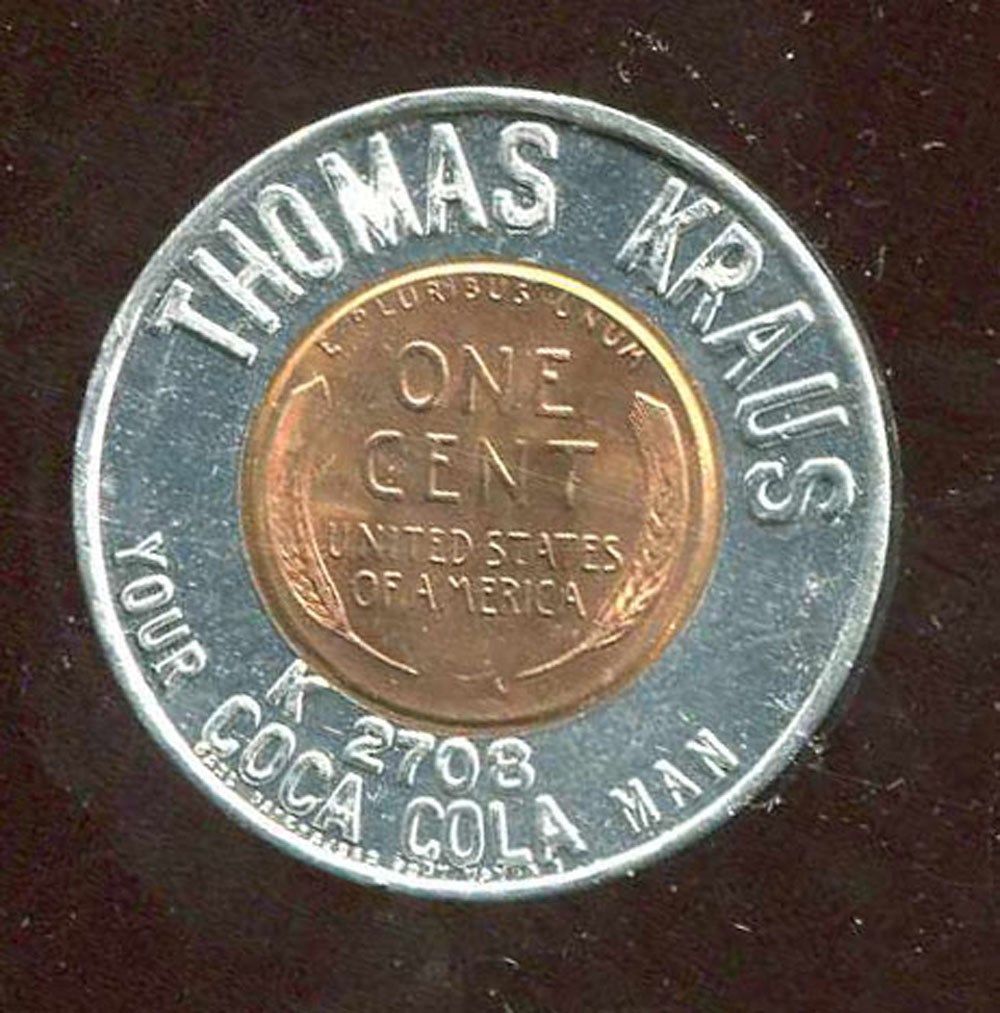 THOMAS KRAUS
E PLURIBUS UNUM
ONE
CENT
UNITED STATES
OF AMERICA
K 2708
YOUR COCA COLA MAN